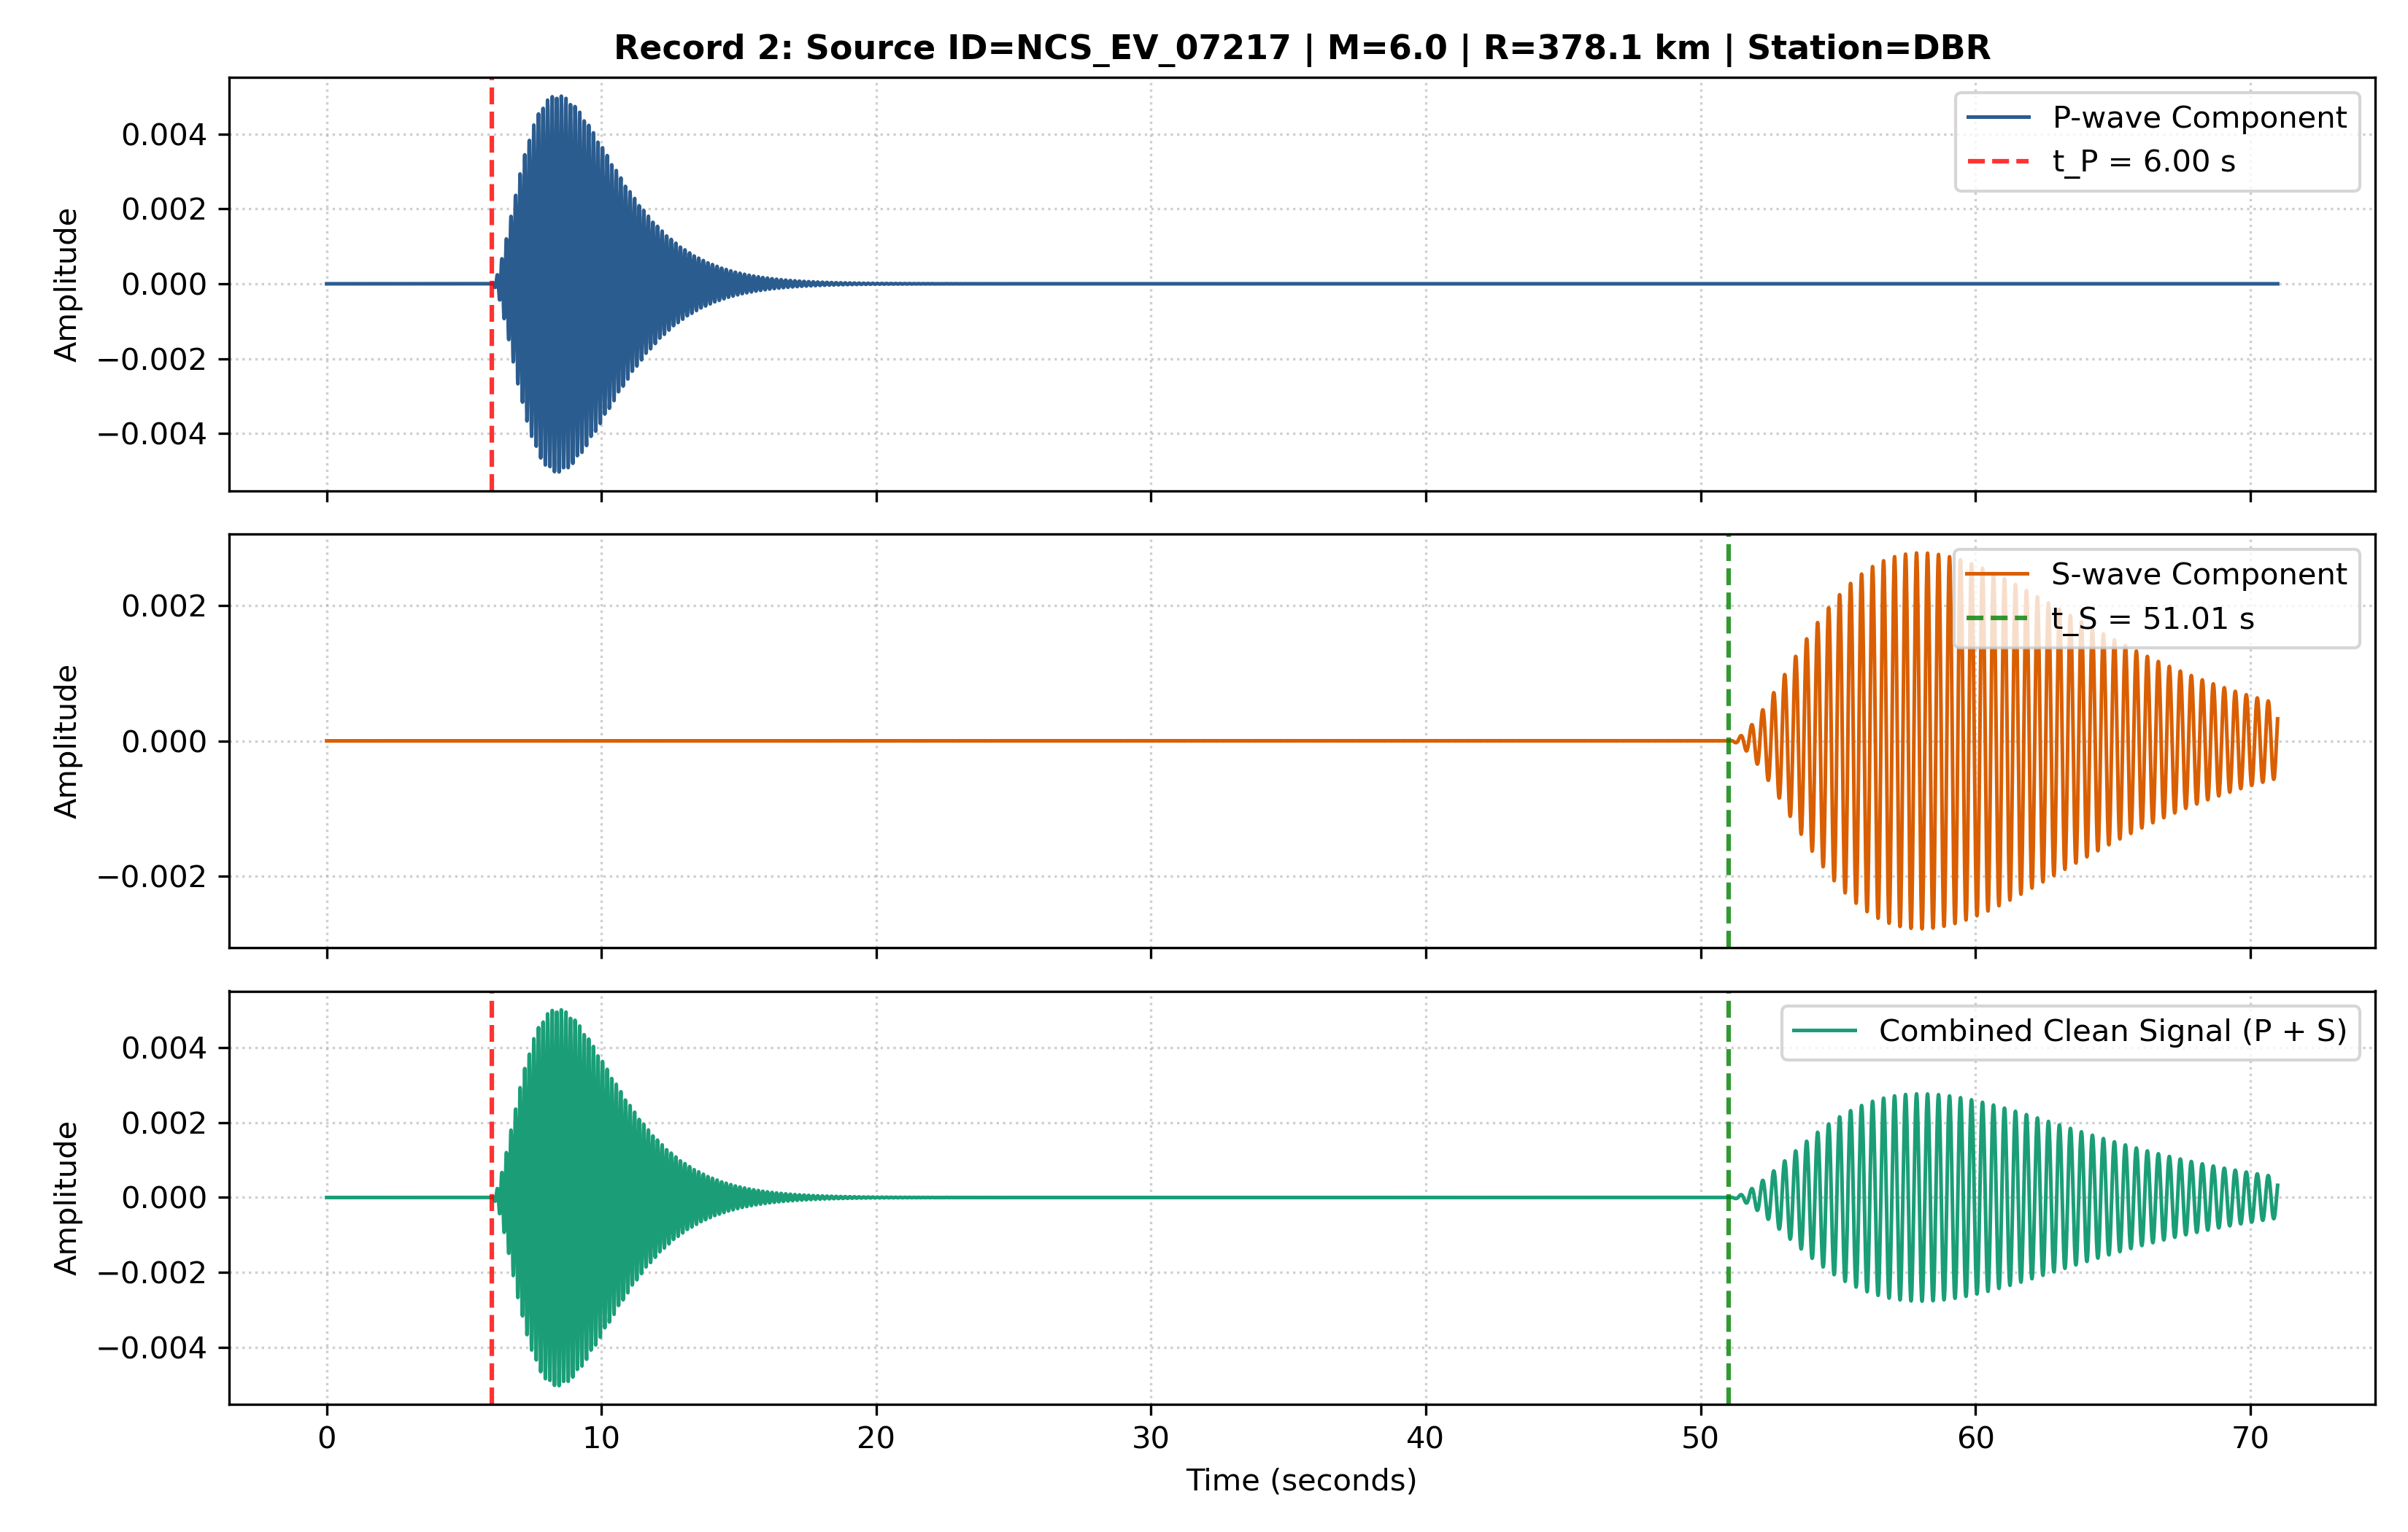 Record 2: Source ID=NCS_EV_07217 | M=6.0 | R=378.1 km | Station=DBR
P-wave Component
t_P = 6.00 s
0.004
0.002
0.000
−0.002
−0.004
Amplitude
S-wave Component
t_S = 51.01 s
0.002
0.000
−0.002
Amplitude
Combined Clean Signal (P + S)
0.004
0.002
0.000
−0.002
−0.004
Amplitude
0 10 20 30 40 50 60 70
Time (seconds)